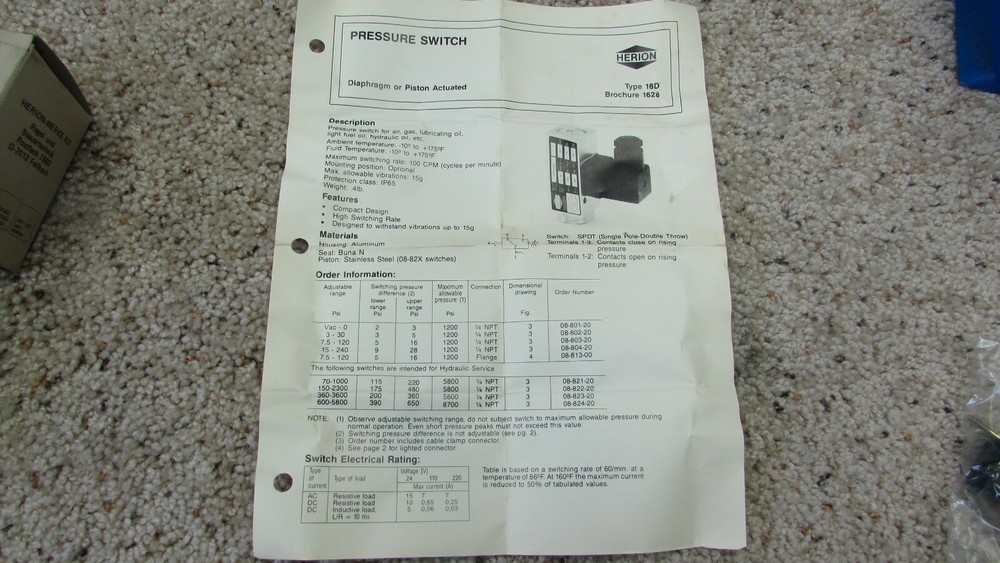 PRESSURE SWITCH
HERION
Diaphragm or Piston Actuated
Type 18D
Brochure 1628
HERION-WERKE KG
D-7012 Fellbach
Description
Pressure switch for air, gas, lubricating oil,
light fuel oil, hydraulic oil, etc.
Ambient temperature: -10° to +175°F
Fluid Temperature: -10° to +175°F
Maximum switching rate: 100 CPM (cycles per minute)
Mounting position: Optional
Max. allowable vibrations: 15g
Protection class: IP65
Weight: .4lb.
Features
* Compact Design
* High Switching Rate
* Designed to withstand vibrations up to 15g
Materials
Housing: Aluminum
Seal: Buna N
Piston: Stainless Steel (08-82X switches)
Switch: SPDT (Single Pole-Double Throw)
Terminals 1-3: Contacts close on rising
pressure
Terminals 1-2: Contacts open on rising
pressure
Order Information:
Adjustable range Psi | Switching pressure difference (2) lower range Psi | upper range Psi | Maximum allowable pressure (1) Psi | Connection | Dimensional drawing Fig. | Order Number
Vac - 0 2 3 1200 ¼ NPT 3 08-801-20
3 - 30 3 5 1200 ¼ NPT 3 08-802-20
7.5 - 120 5 16 1200 ¼ NPT 3 08-803-20
15 - 240 9 28 1200 ¼ NPT 3 08-804-20
7.5 - 120 5 16 1200 Flange 4 08-813-00
The following switches are intended for Hydraulic Service
70-1000 115 220 5800 ¼ NPT 3 08-821-20
150-2300 175 480 5800 ¼ NPT 3 08-822-20
360-3600 200 360 5800 ¼ NPT 3 08-823-20
600-5800 390 650 8700 ¼ NPT 3 08-824-20
NOTE: (1) Observe adjustable switching range, do not subject switch to maximum allowable pressure during
normal operation. Even short pressure peaks must not exceed this value.
(2) Switching pressure difference is not adjustable (see pg. 2).
(3) Order number includes cable clamp connector.
(4) See page 2 for lighted connector.
Switch Electrical Rating:
Type of current | Type of load | Voltage [V] 24 110 220
Max current (A)
AC Resistive load 15 7 7
DC Resistive load 10 0,65 0,25
DC Inductive load, 5 0,06 0,03
L/R = 10 ms
Table is based on a switching rate of 60/min. at a
temperature of 66°F. At 160°F the maximum current
is reduced to 50% of tabulated values.